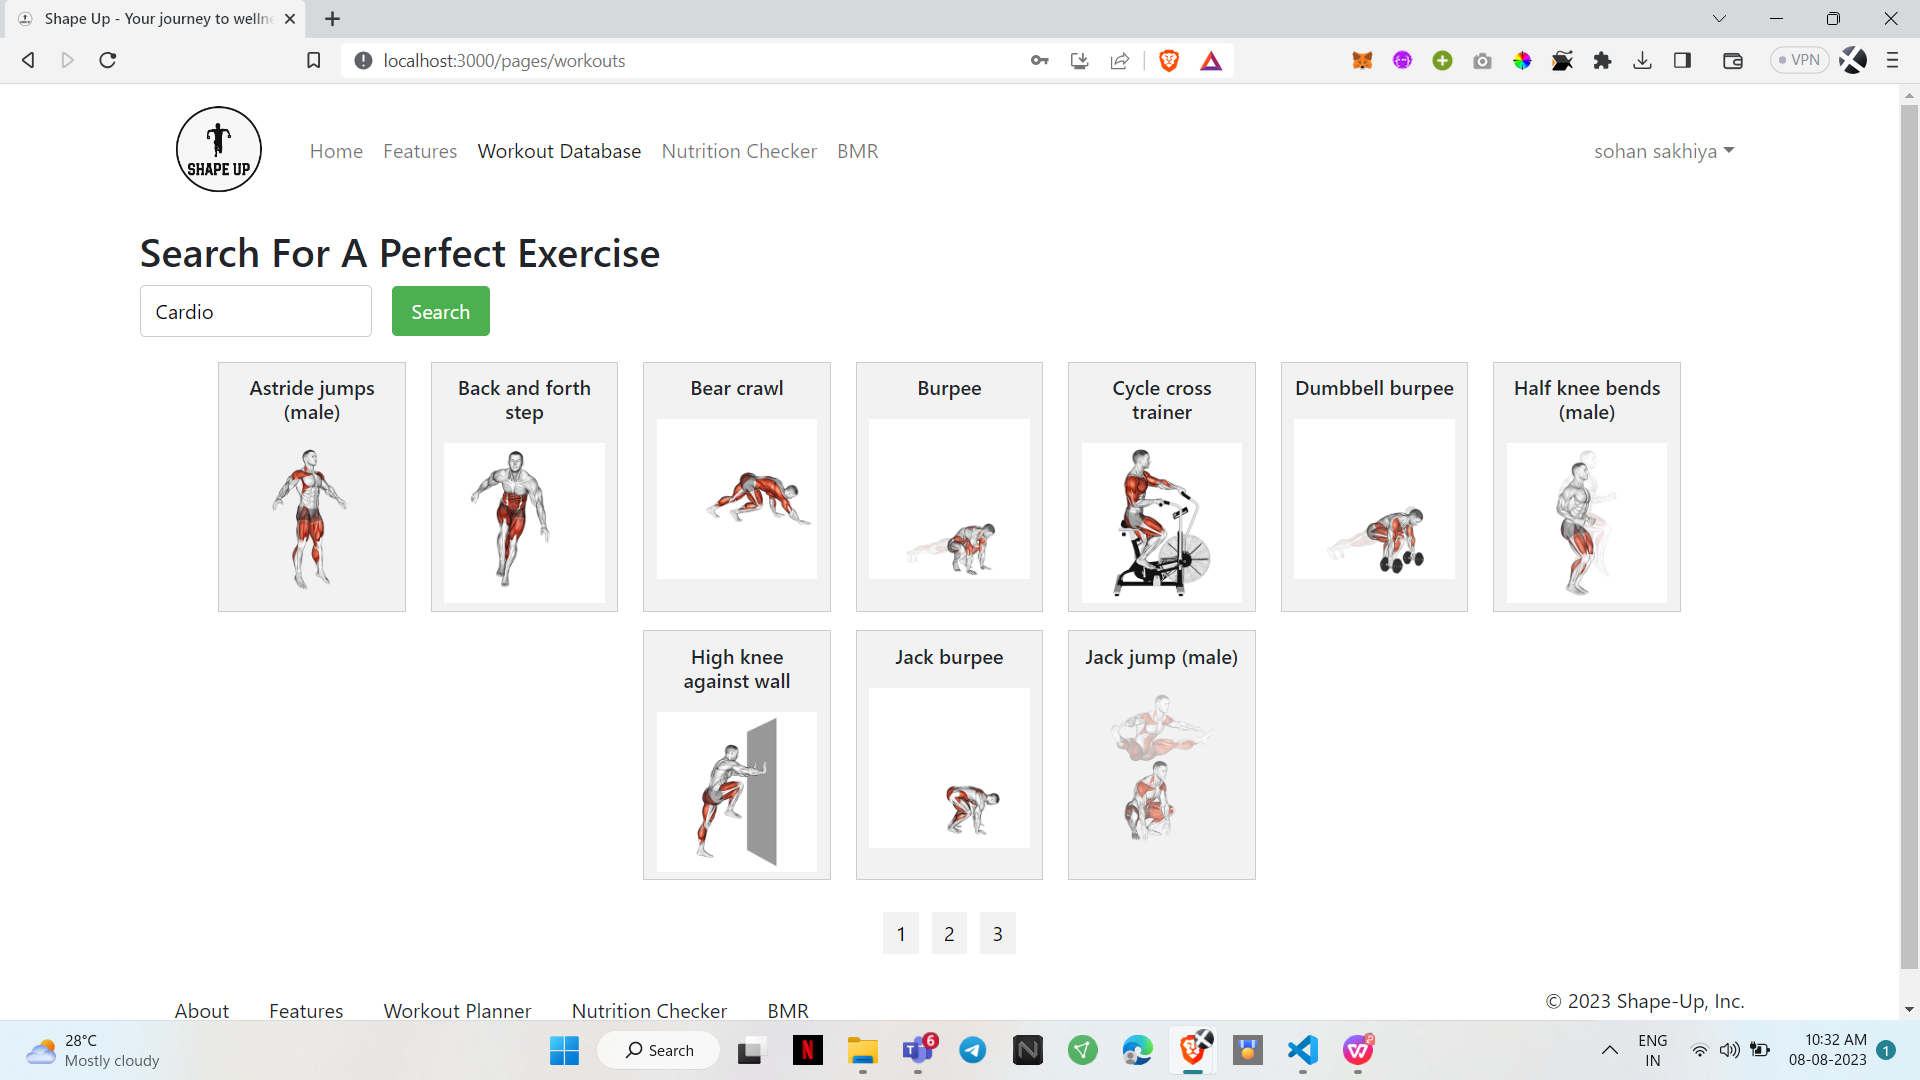 Shape Up - Your journey to wellne
localhost:3000/pages/workouts
VPN
SHAPE UP
Home Features Workout Database Nutrition Checker BMR
sohan sakhiya
Search For A Perfect Exercise
Cardio
Search
Astride jumps
(male)
Back and forth
step
Bear crawl
Burpee
Cycle cross
trainer
Dumbbell burpee
Half knee bends
(male)
High knee
against wall
Jack burpee
Jack jump (male)
1 2 3
About Features Workout Planner Nutrition Checker BMR
© 2023 Shape-Up, Inc.
28°C
Mostly cloudy
Search
6
ENG
IN
10:32 AM
08-08-2023
1